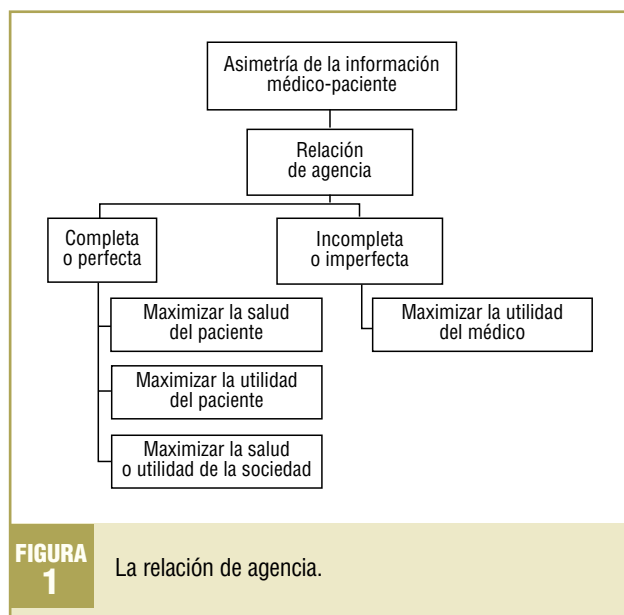 Asimetría de la información
médico-paciente
Relación
de agencia
Completa
o perfecta
Incompleta
o imperfecta
Maximizar la salud
del paciente
Maximizar la utilidad
del médico
Maximizar la utilidad
del paciente
Maximizar la salud
o utilidad de la sociedad
FIGURA
1
La relación de agencia.